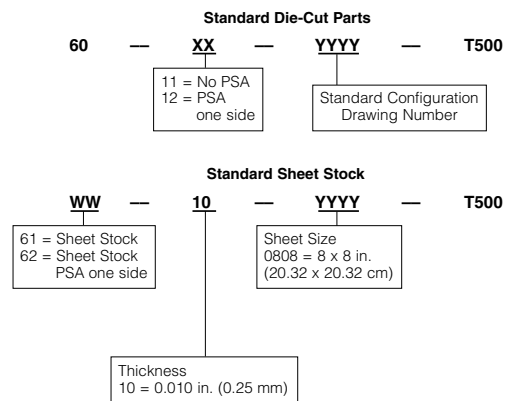 Standard Die-Cut Parts
60 — XX — YYYY — T500
11 = No PSA
12 = PSA
one side
Standard Configuration
Drawing Number
Standard Sheet Stock
WW — 10 — YYYY — T500
61 = Sheet Stock
62 = Sheet Stock
PSA one side
Sheet Size
0808 = 8 x 8 in.
(20.32 x 20.32 cm)
Thickness
10 = 0.010 in. (0.25 mm)